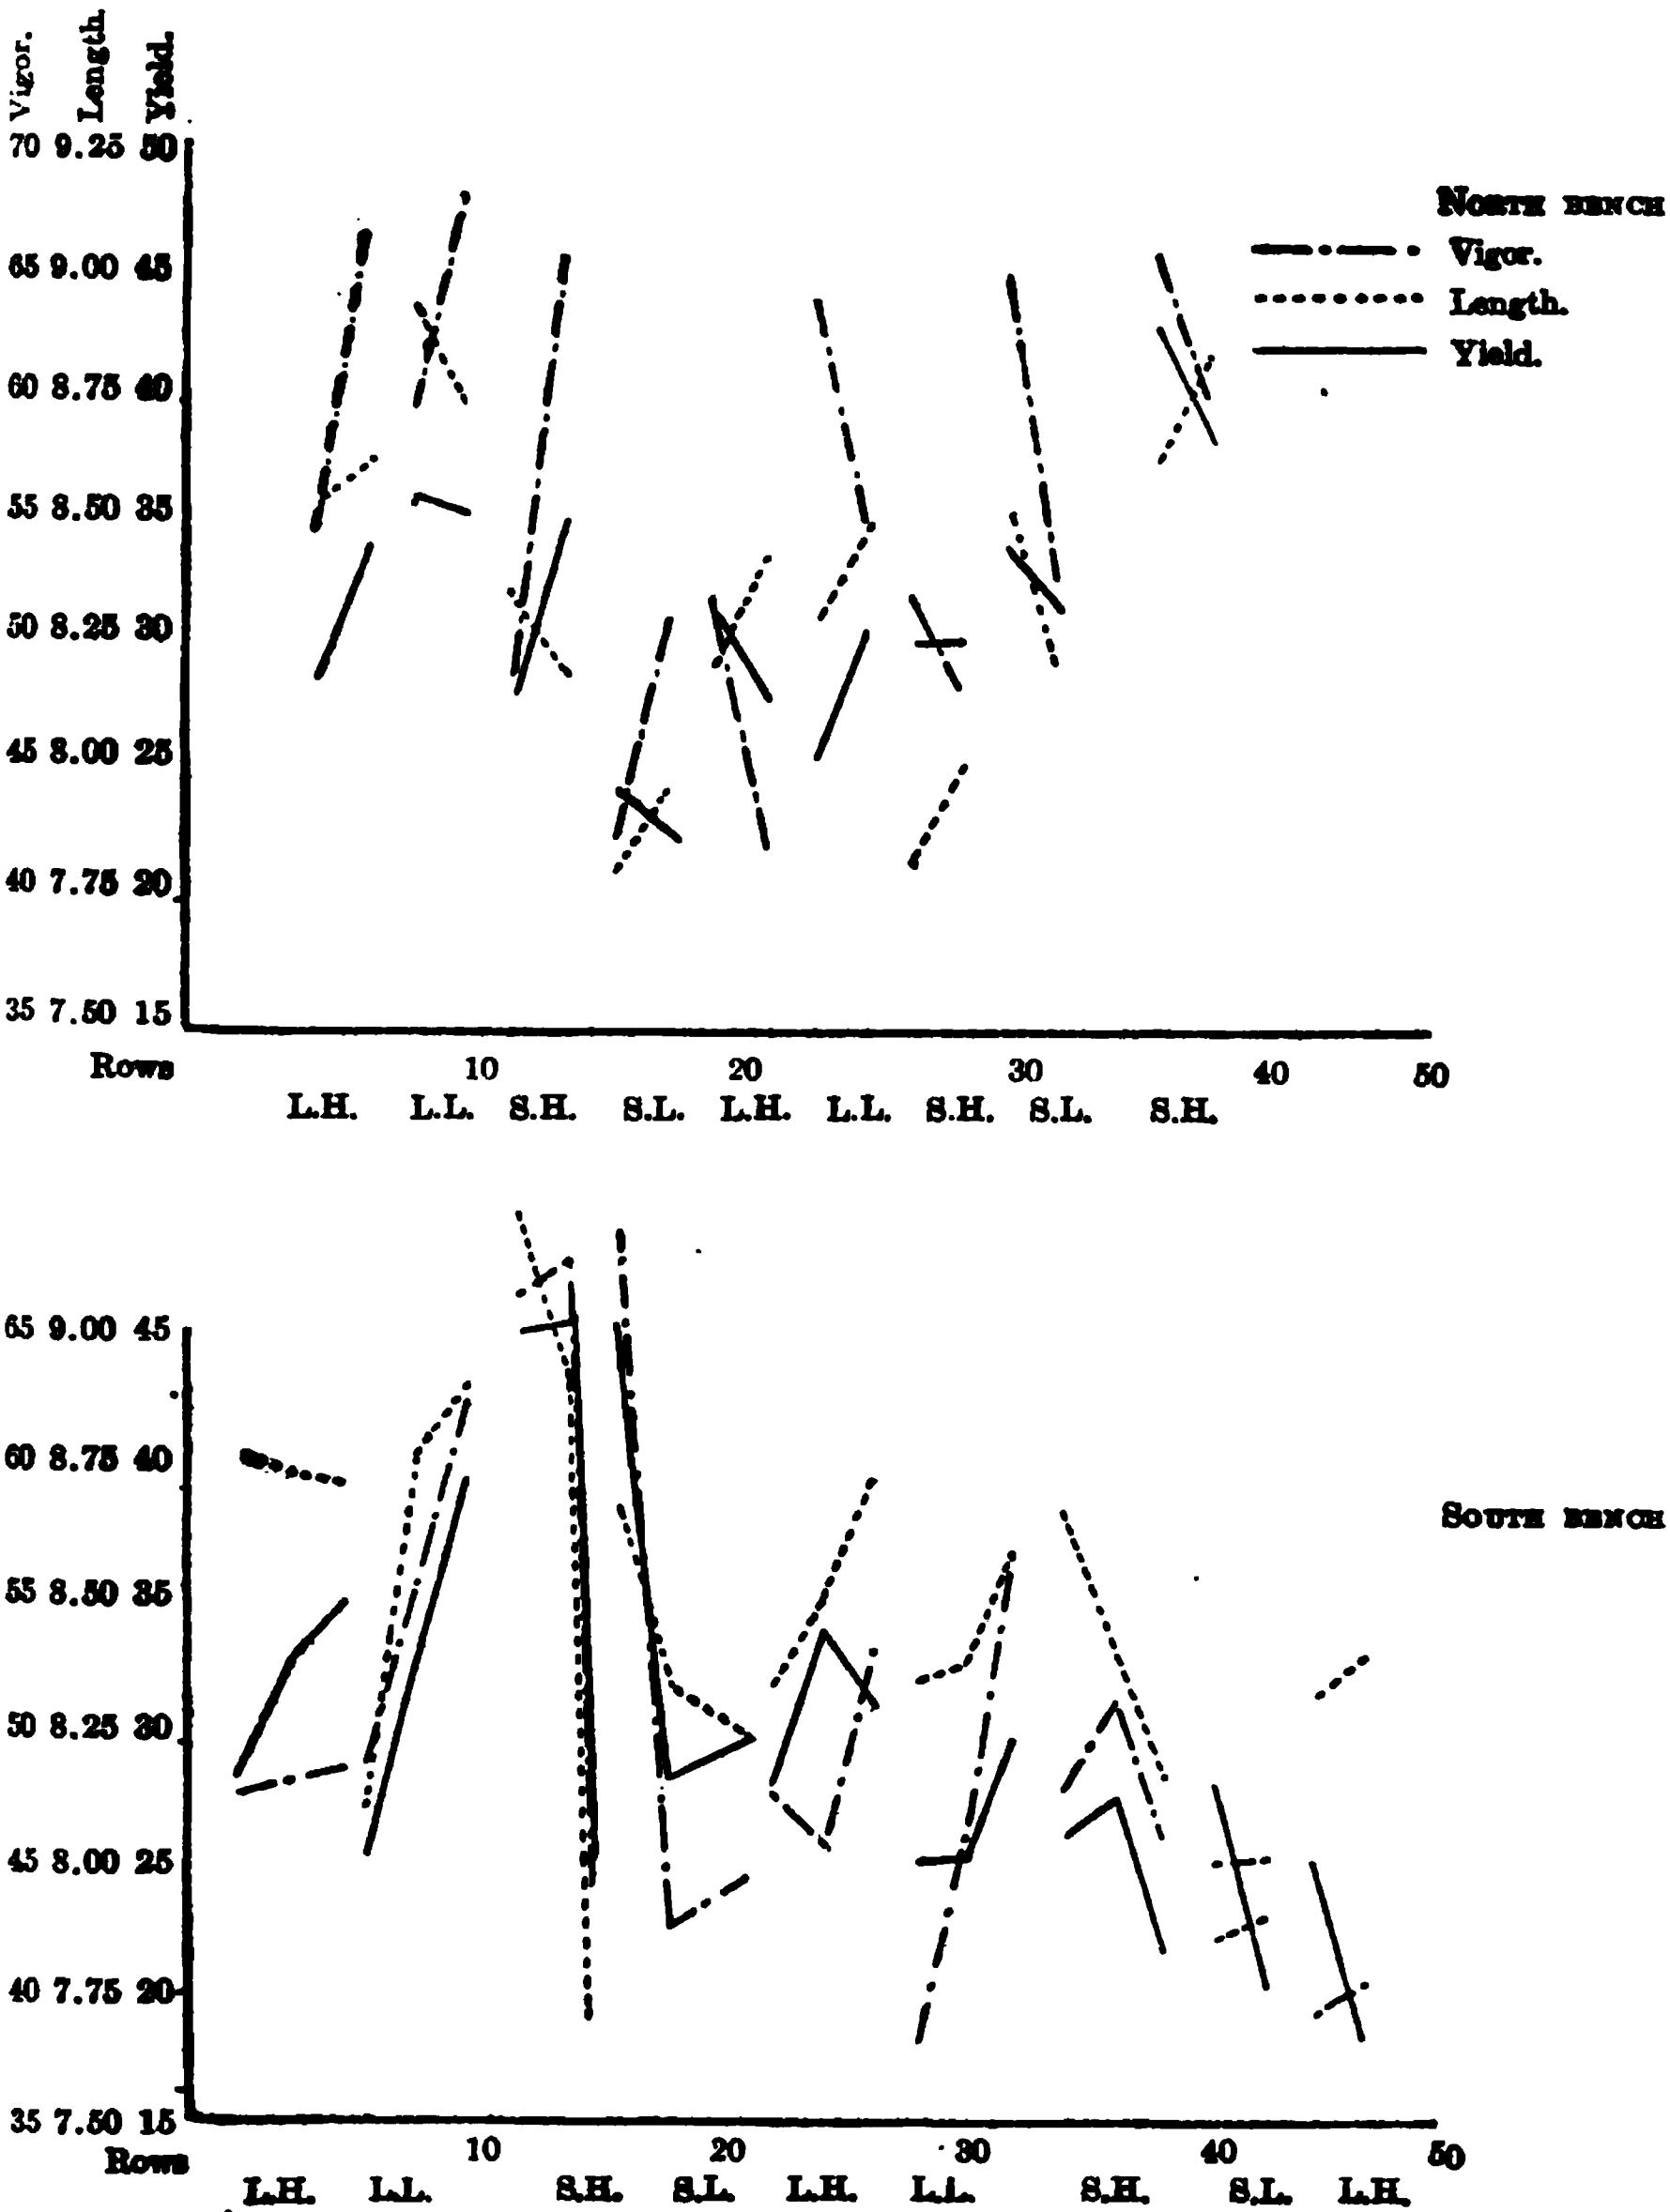 Vigor. Length. Yield.
70 9.25 50
NORTH BENCH
65 9.00 45
Vigor.
Length.
Yield.
60 8.75 40
55 8.50 35
50 8.25 30
45 8.00 25
40 7.75 20
35 7.50 15
Rows 10 20 30 40 50
L.H. L.L. S.H. S.L. L.H. L.L. S.H. S.L. S.H.
65 9.00 45
60 8.75 40
SOUTH BENCH
55 8.50 35
50 8.25 30
45 8.00 25
40 7.75 20
35 7.50 15
Rows 10 20 30 40 50
L.H. L.L. S.H. S.L. L.H. L.L. S.H. S.L. L.H.